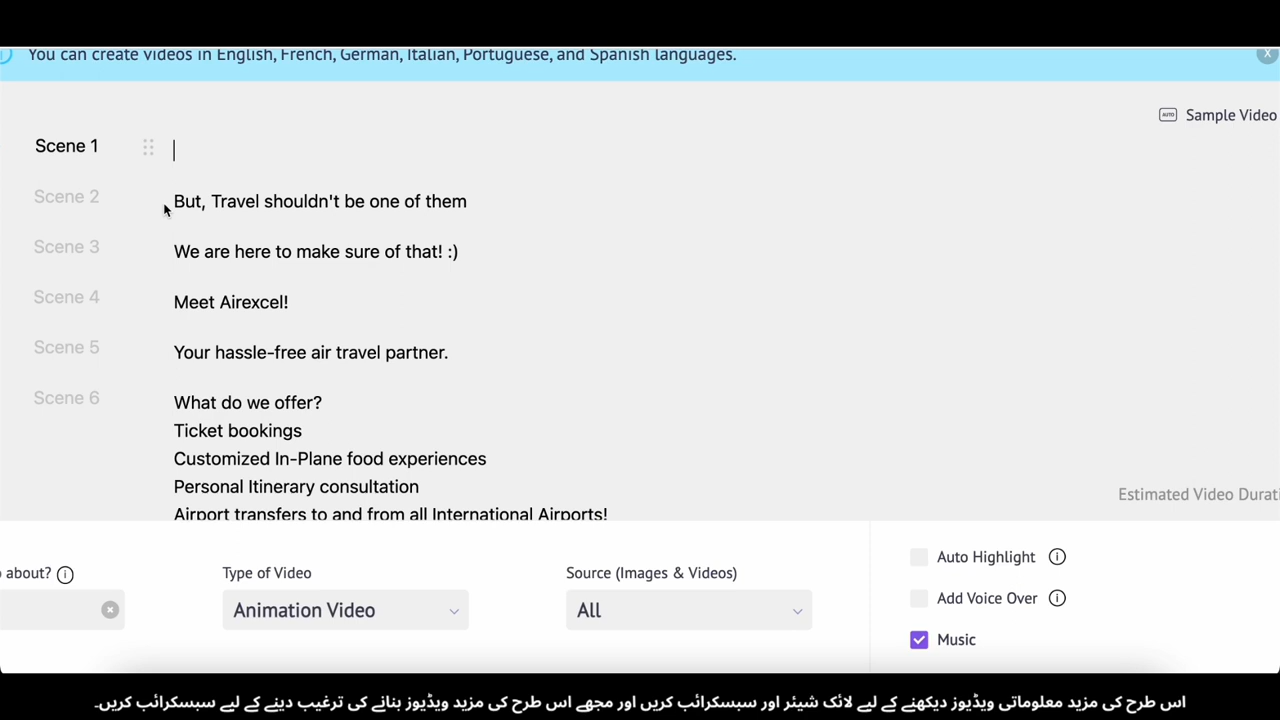 You can create videos in English, French, German, Italian, Portuguese, and Spanish languages.
X
AUTO Sample Video
Scene 1
Scene 2 But, Travel shouldn't be one of them
Scene 3 We are here to make sure of that! :)
Scene 4 Meet Airexcel!
Scene 5 Your hassle-free air travel partner.
Scene 6 What do we offer?
Ticket bookings
Customized In-Plane food experiences
Personal Itinerary consultation
Airport transfers to and from all International Airports!
Estimated Video Durati
about?
Type of Video
Animation Video
Source (Images & Videos)
All
Auto Highlight
Add Voice Over
Music
اس طرح کی مزید معلوماتی ویڈیوز دیکھنے کے لیے لائک شیئر اور سبسکرائب کریں اور مجھے اس طرح کی مزید ویڈیوز بنانے کی ترغیب دینے کے لیے سبسکرائب کریں۔